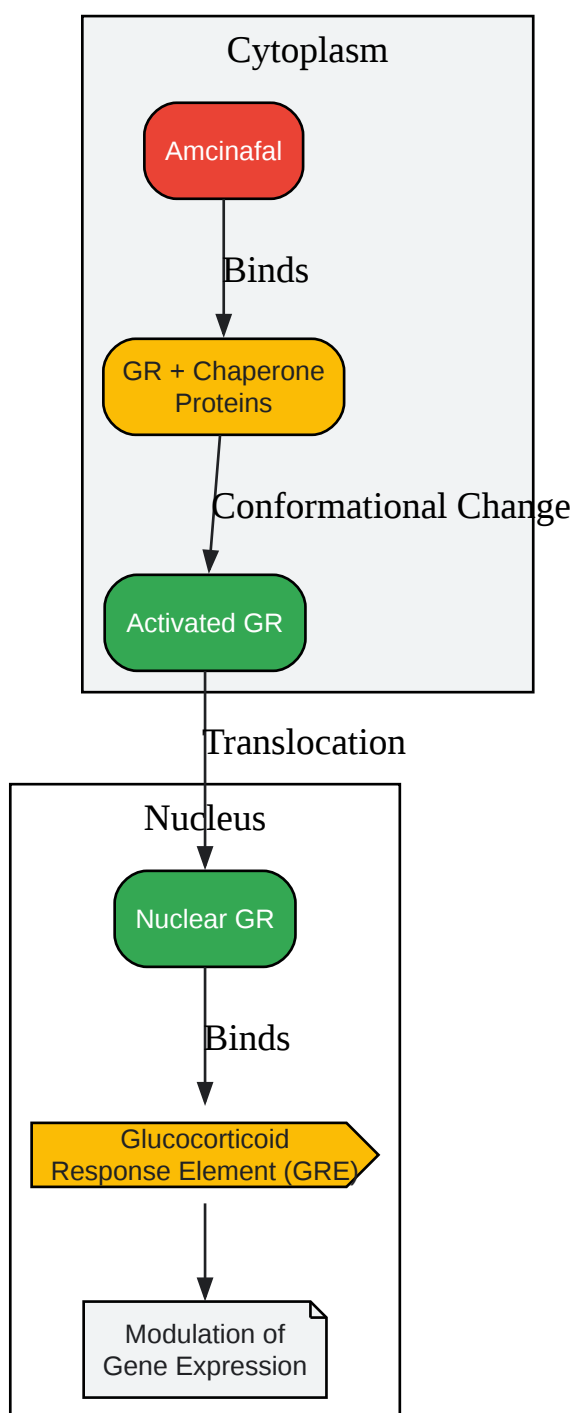 Cytoplasm
Amcinafal
Binds
GR + Chaperone
Proteins
Conformational Change
Activated GR
Translocation
Nucleus
Nuclear GR
Binds
Glucocorticoid
Response Element (GRE)
Modulation of
Gene Expression